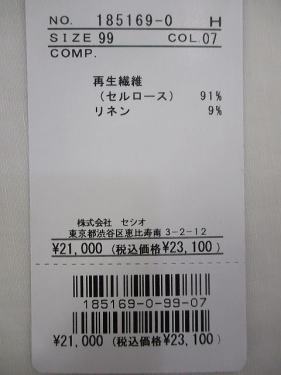 NO. 185169-0 H
SIZE 99 COL. 07
COMP.
再生繊維
(セルロース) 91%
リネン 9%
株式会社 セシオ
東京都渋谷区恵比寿南3-2-12
¥21,000 (税込価格¥23,100)
185169-0-99-07
¥21,000 (税込価格¥23,100)